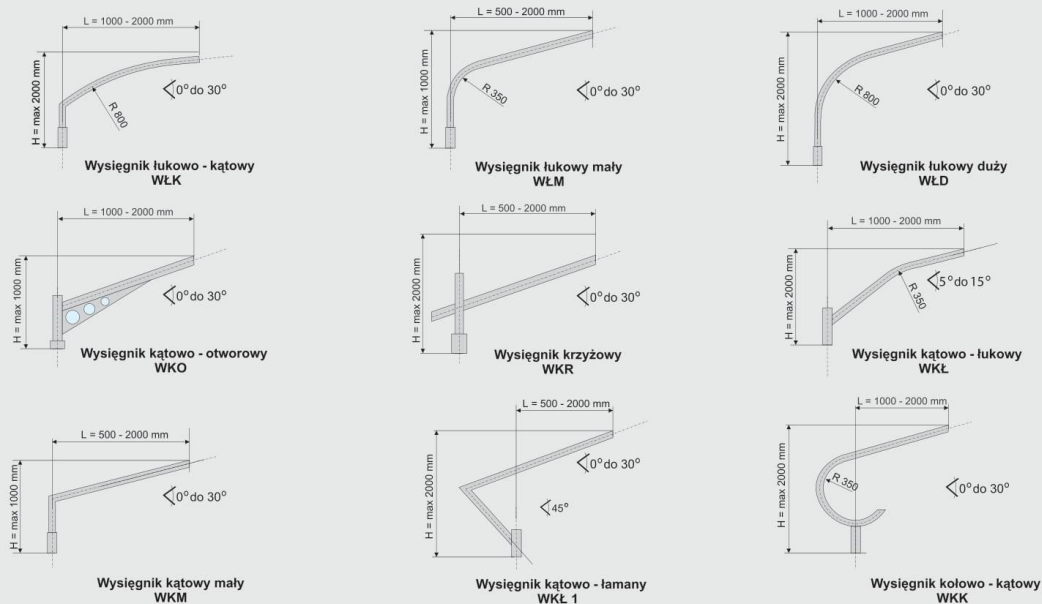 L = 1000 - 2000 mm
H = max 2000 mm
R 800
0° do 30°
Wysięgnik łukowo - kątowy
WŁK
L = 500 - 2000 mm
H = max 1000 mm
R 350
0° do 30°
Wysięgnik łukowy mały
WŁM
L = 1000 - 2000 mm
H = max 2000 mm
R 800
0° do 30°
Wysięgnik łukowy duży
WŁD
L = 1000 - 2000 mm
H = max 1000 mm
0° do 30°
Wysięgnik kątowo - otworowy
WKO
L = 500 - 2000 mm
H = max 2000 mm
0° do 30°
Wysięgnik krzyżowy
WKR
L = 1000 - 2000 mm
H = max 2000 mm
R 350
5° do 15°
Wysięgnik kątowo - łukowy
WKŁ
L = 500 - 2000 mm
H = max 1000 mm
0° do 30°
Wysięgnik kątowy mały
WKM
L = 500 - 2000 mm
H = max 2000 mm
0° do 30°
45°
Wysięgnik kątowo - łamany
WKŁ 1
L = 1000 - 2000 mm
H = max 2000 mm
R 350
0° do 30°
Wysięgnik kołowo - kątowy
WKK